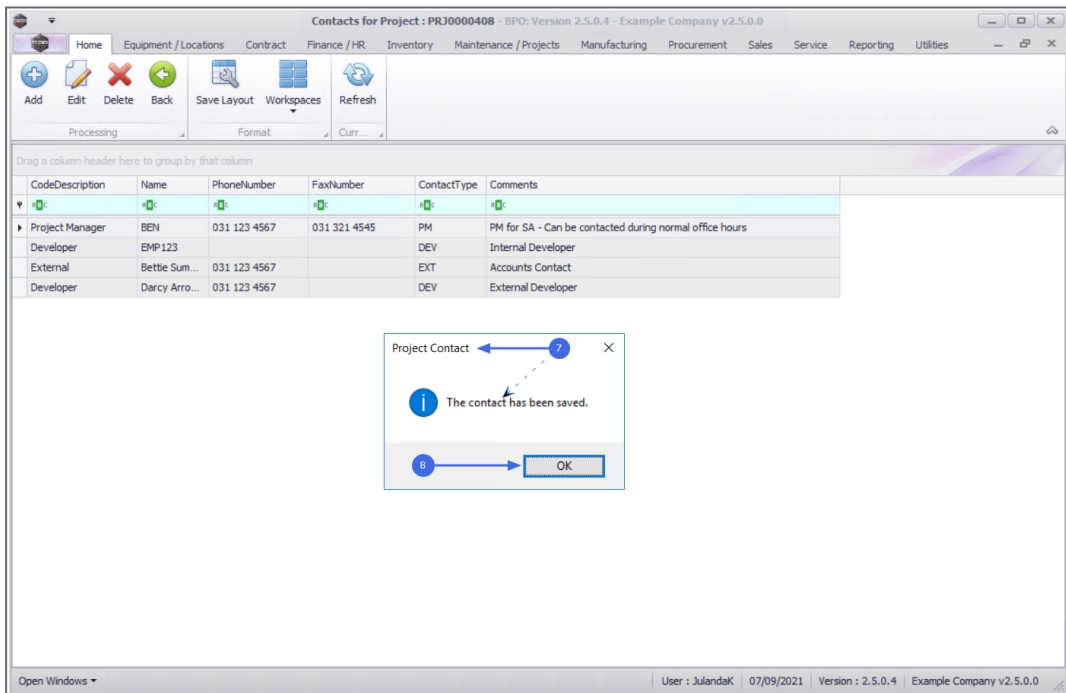 Contacts for Project : PRJ0000408 - BPO: Version 2.5.0.4 - Example Company v2.5.0.0
Home Equipment / Locations Contract Finance / HR Inventory Maintenance / Projects Manufacturing Procurement Sales Service Reporting Utilities
Add Edit Delete Back Save Layout Workspaces Refresh
Processing Format Curr...
Drag a column header here to group by that column
CodeDescription Name PhoneNumber FaxNumber ContactType Comments
Project Manager BEN 031 123 4567 031 321 4545 PM PM for SA - Can be contacted during normal office hours
Developer EMP123 DEV Internal Developer
External Bettie Sum... 031 123 4567 EXT Accounts Contact
Developer Darcy Arro... 031 123 4567 DEV External Developer
Project Contact 7
The contact has been saved.
8 OK
Open Windows User : JulandaK 07/09/2021 Version : 2.5.0.4 Example Company v2.5.0.0